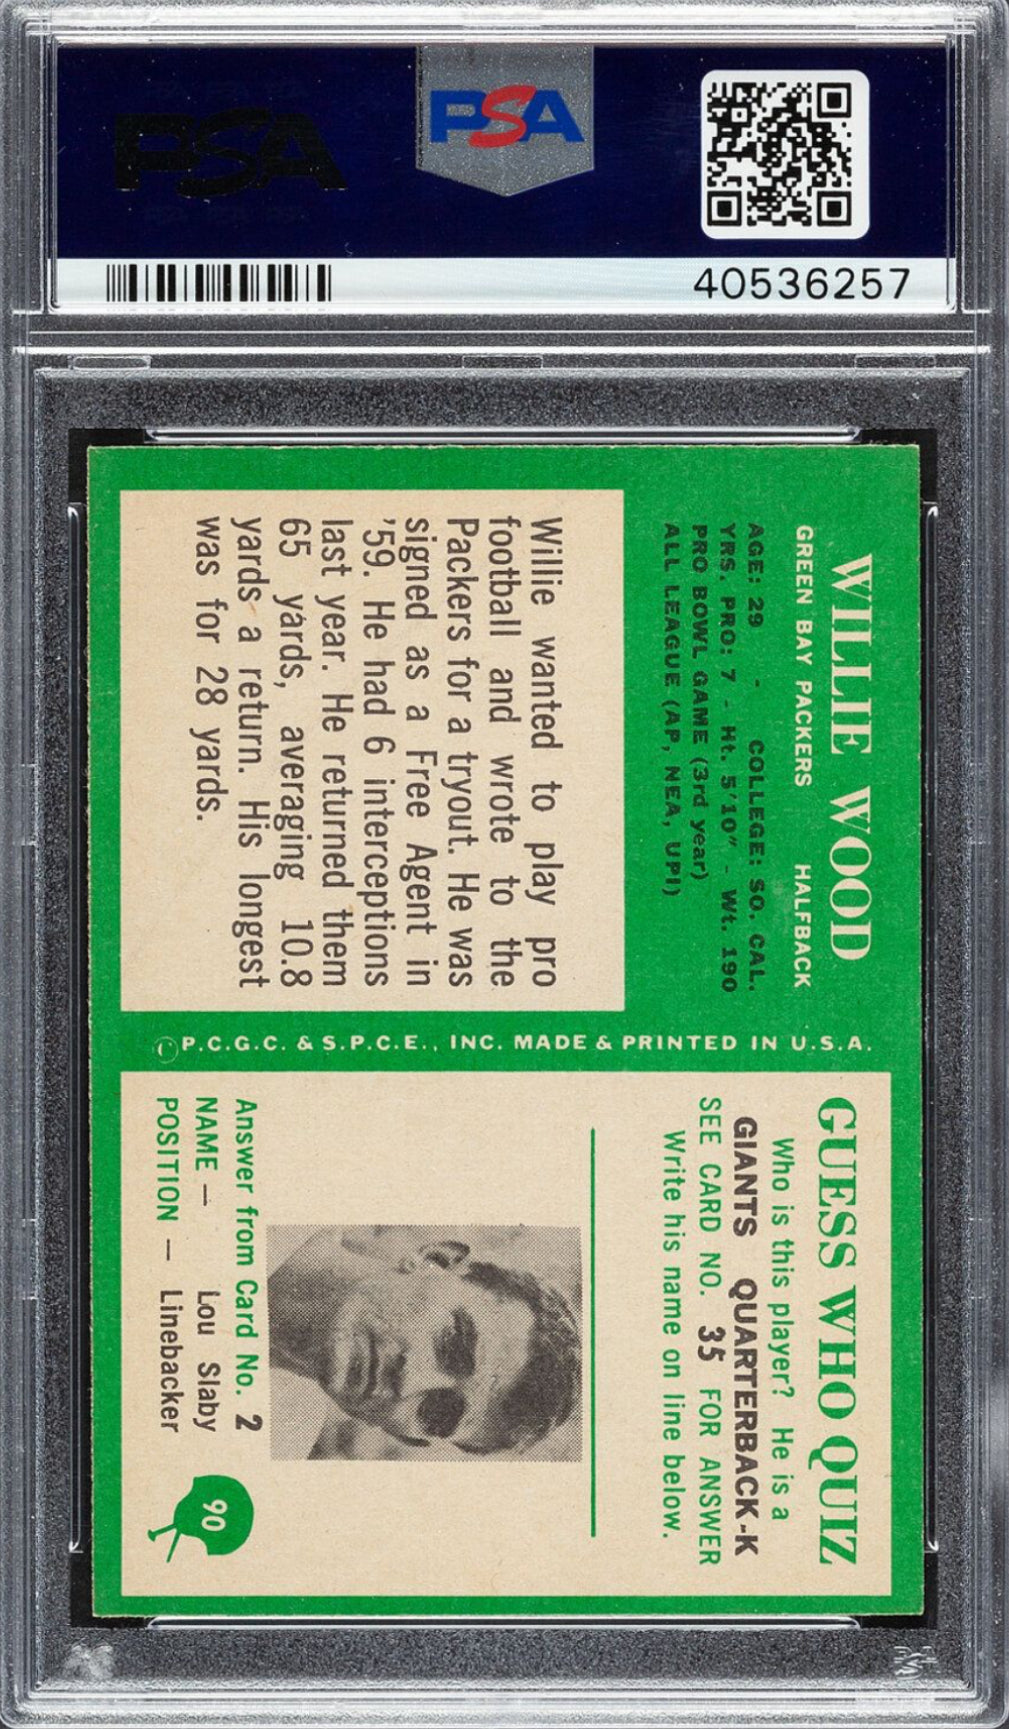 PSA
PSA
40536257
WILLIE WOOD
GREEN BAY PACKERS HALFBACK
AGE: 29 - COLLEGE: SO. CAL.
YRS. PRO: 7 - Ht. 5'10" - Wt. 190
PRO BOWL GAME (3rd year)
ALL LEAGUE (AP, NEA, UPI)
Willie wanted to play pro
football and wrote to the
Packers for a tryout. He was
signed as a Free Agent in
'59. He had 6 interceptions
last year. He returned them
65 yards, averaging 10.8
yards a return. His longest
was for 28 yards.
© P.C.G.C. & S.P.C.E., INC. MADE & PRINTED IN U.S.A.
GUESS WHO QUIZ
Who is this player? He is a
GIANTS QUARTERBACK-K
SEE CARD NO. 35 FOR ANSWER
Write his name on line below.
Answer from Card No. 2
NAME — Lou Slaby
POSITION — Linebacker
90